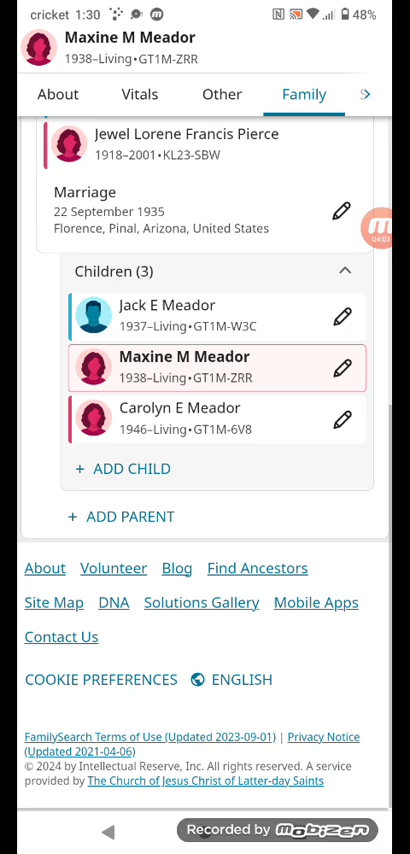 cricket 1:30 48%
Maxine M Meador
1938–Living•GT1M-ZRR
About Vitals Other Family
Jewel Lorene Francis Pierce
1918–2001•KL23-SBW
Marriage
22 September 1935
Florence, Pinal, Arizona, United States
04:03
Children (3)
Jack E Meador
1937–Living•GT1M-W3C
Maxine M Meador
1938–Living•GT1M-ZRR
Carolyn E Meador
1946–Living•GT1M-6V8
+ ADD CHILD
+ ADD PARENT
About Volunteer Blog Find Ancestors
Site Map DNA Solutions Gallery Mobile Apps
Contact Us
COOKIE PREFERENCES ENGLISH
FamilySearch Terms of Use (Updated 2023-09-01) | Privacy Notice
(Updated 2021-04-06)
© 2024 by Intellectual Reserve, Inc. All rights reserved. A service
provided by The Church of Jesus Christ of Latter-day Saints
Recorded by mobizen